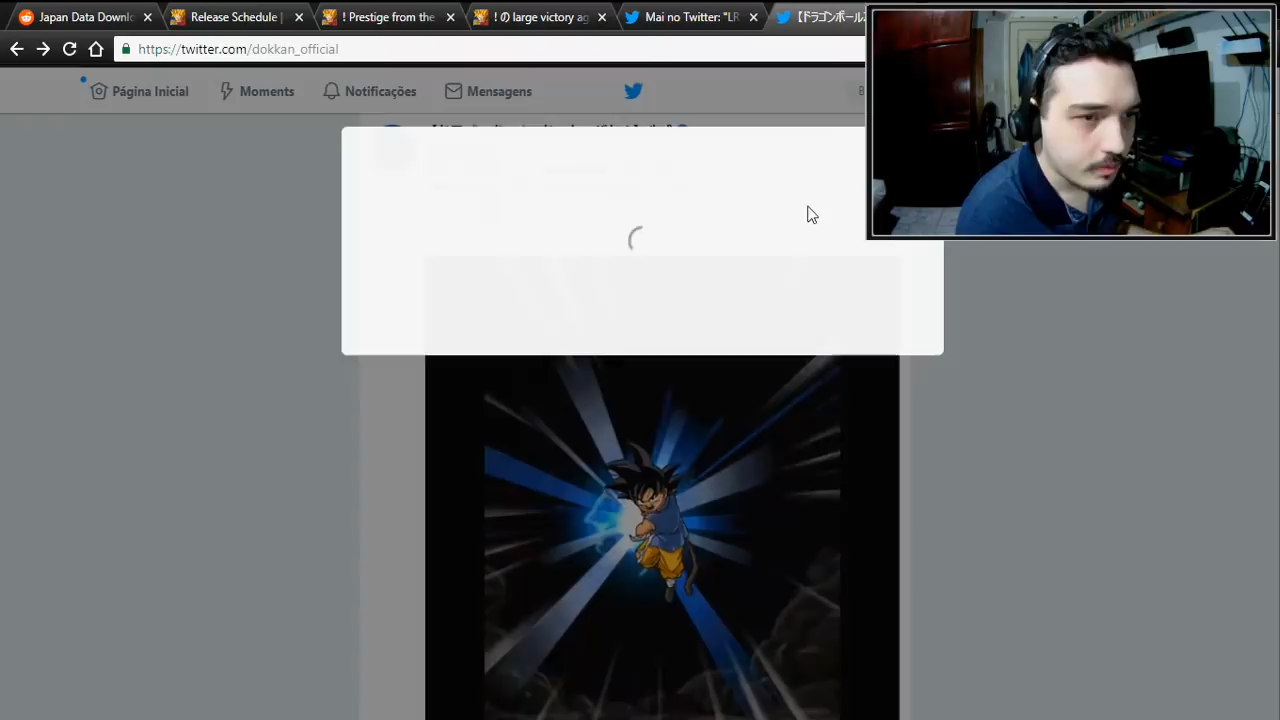 Japan Data Downlo
Release Schedule |
! Prestige from the
! の large victory ag
Mai no Twitter: "LR
【ドラゴンボールZ
https://twitter.com/dokkan_official
Página Inicial
Moments
Notificações
Mensagens
B